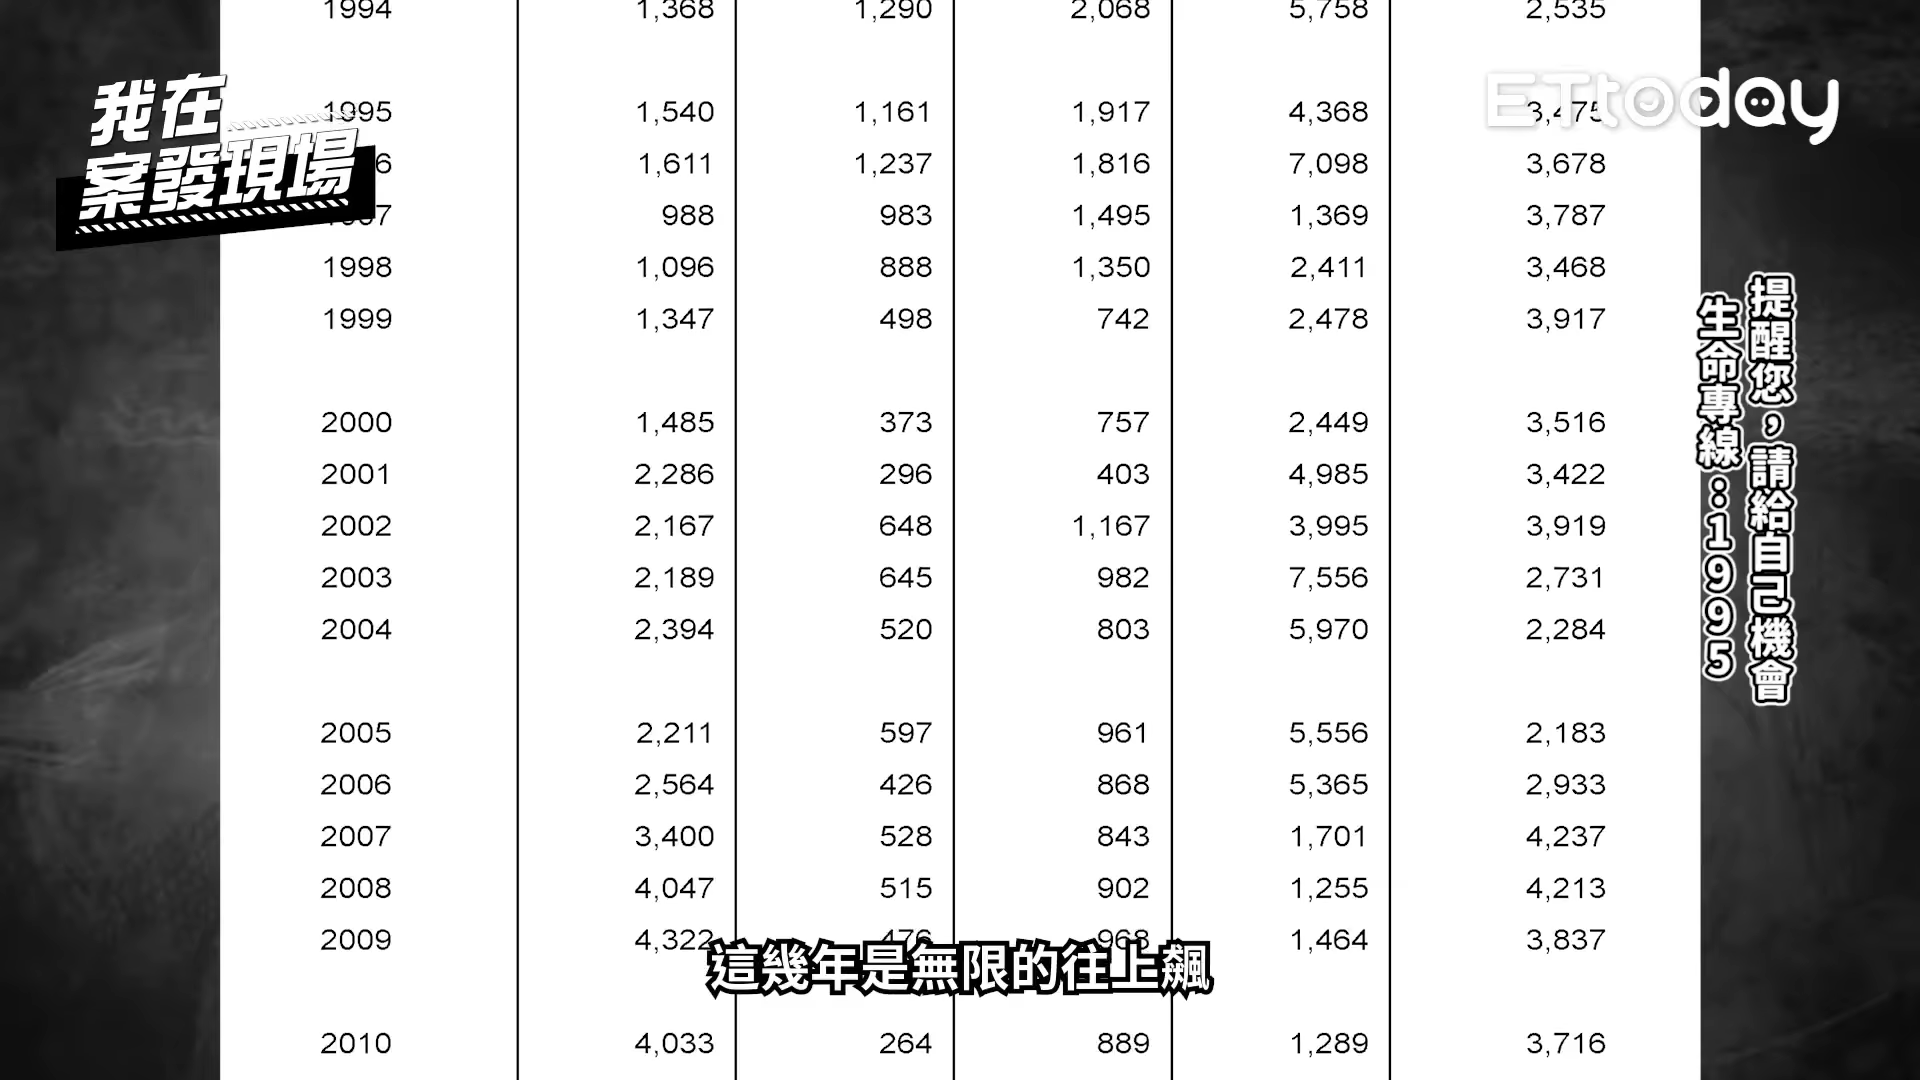 1994 1,368 1,290 2,068 5,758 2,535
我在
案發現場
ETtoday
1995 1,540 1,161 1,917 4,368 3,475
1,611 1,237 1,816 7,098 3,678
988 983 1,495 1,369 3,787
1998 1,096 888 1,350 2,411 3,468
1999 1,347 498 742 2,478 3,917
2000 1,485 373 757 2,449 3,516
2001 2,286 296 403 4,985 3,422
2002 2,167 648 1,167 3,995 3,919
2003 2,189 645 982 7,556 2,731
2004 2,394 520 803 5,970 2,284
2005 2,211 597 961 5,556 2,183
2006 2,564 426 868 5,365 2,933
2007 3,400 528 843 1,701 4,237
2008 4,047 515 902 1,255 4,213
2009 4,322 476 968 1,464 3,837
2010 4,033 264 889 1,289 3,716
提醒您，請給自己機會
生命專線：1995
這幾年是無限的往上飆